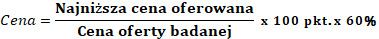 Cena = Najniższa cena oferowana / Cena oferty badanej x 100 pkt. x 60%